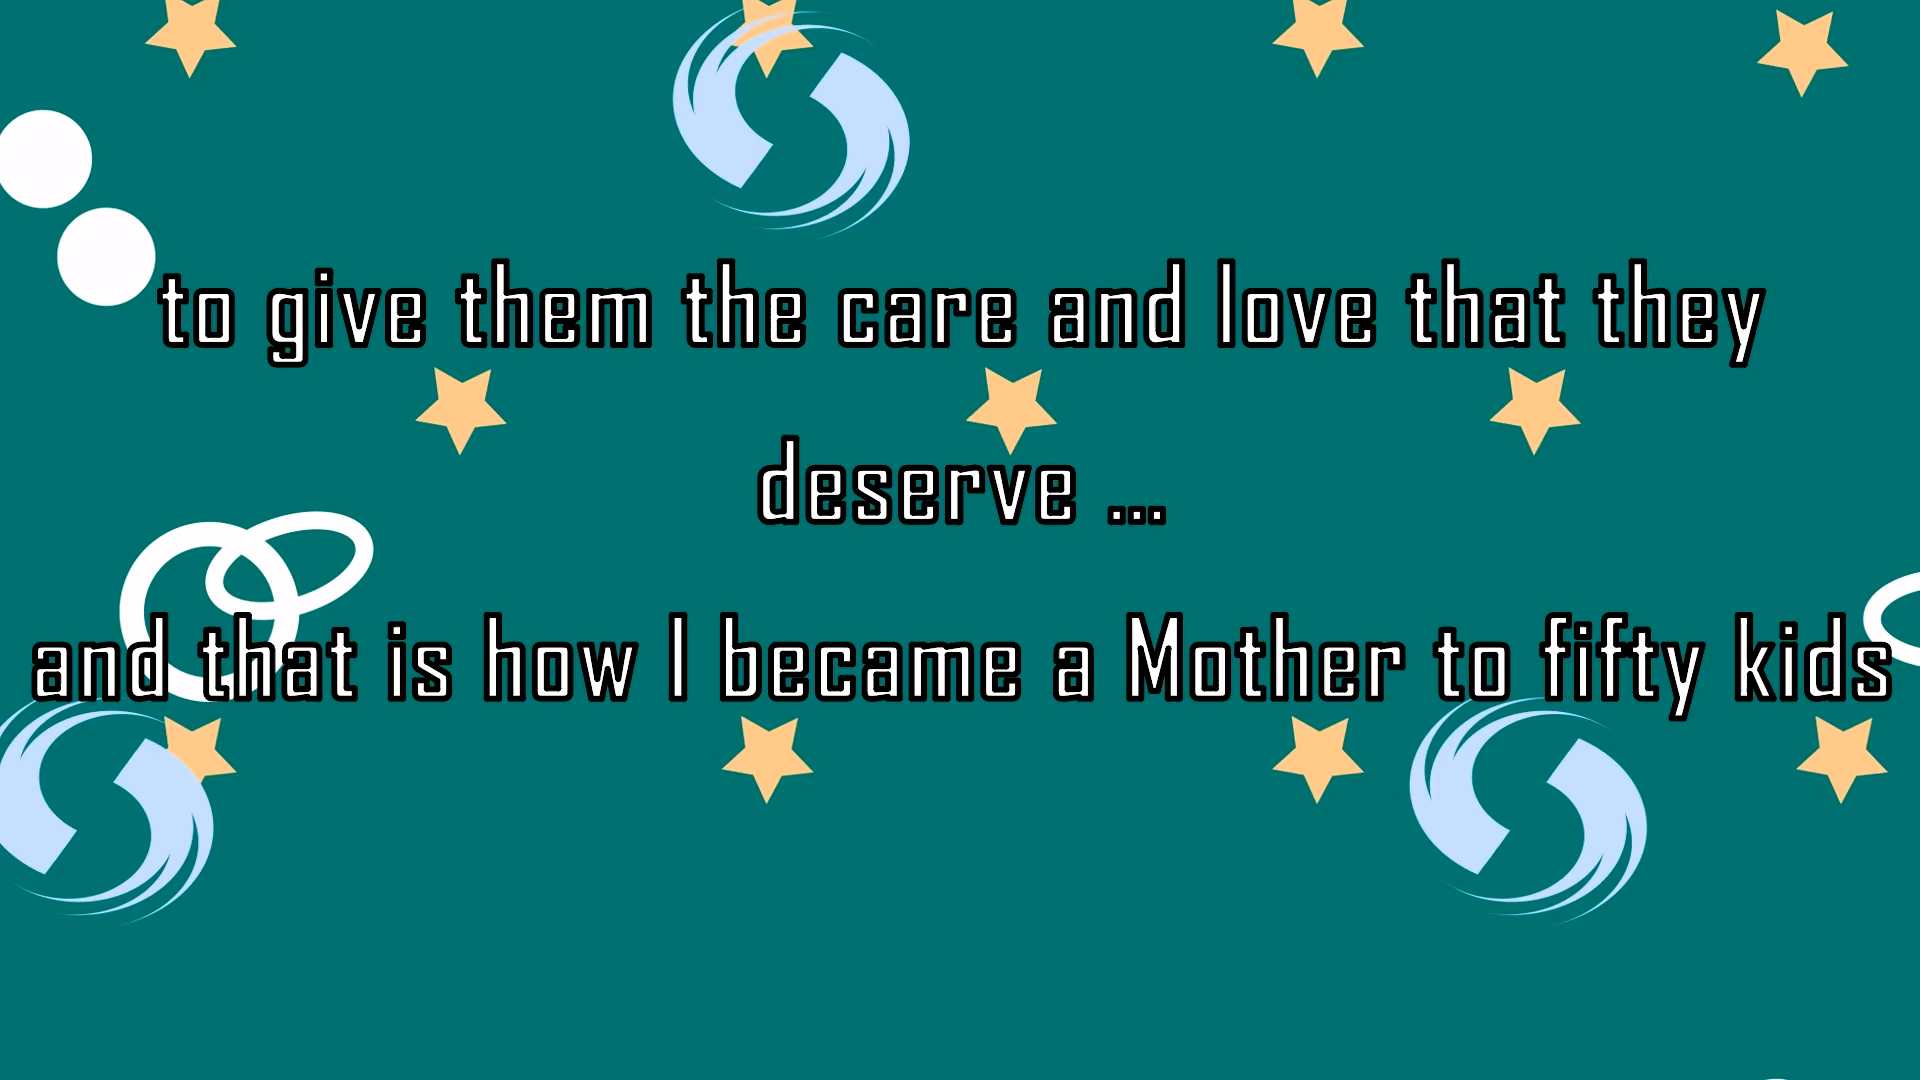 to give them the care and love that they
deserve ...
and that is how I became a Mother to fifty kids